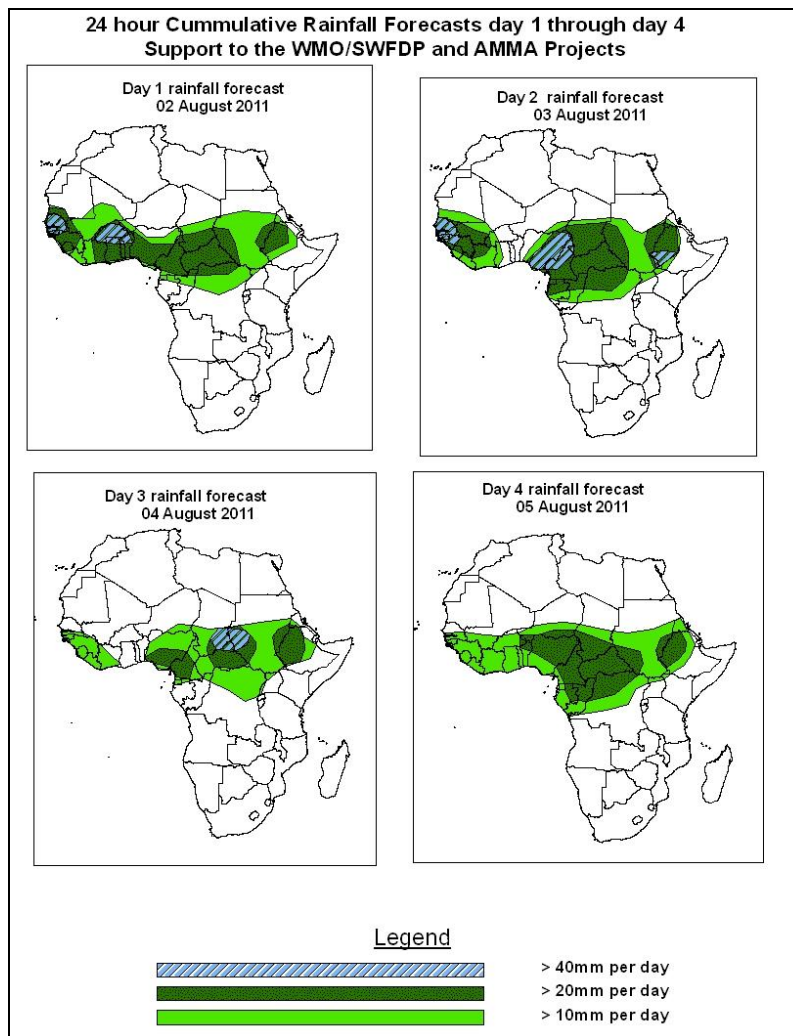 24 hour Cummulative Rainfall Forecasts day 1 through day 4
Support to the WMO/SWFDP and AMMA Projects
Day 1 rainfall forecast
02 August 2011
Day 2 rainfall forecast
03 August 2011
Day 3 rainfall forecast
04 August 2011
Day 4 rainfall forecast
05 August 2011
Legend
> 40mm per day
> 20mm per day
> 10mm per day